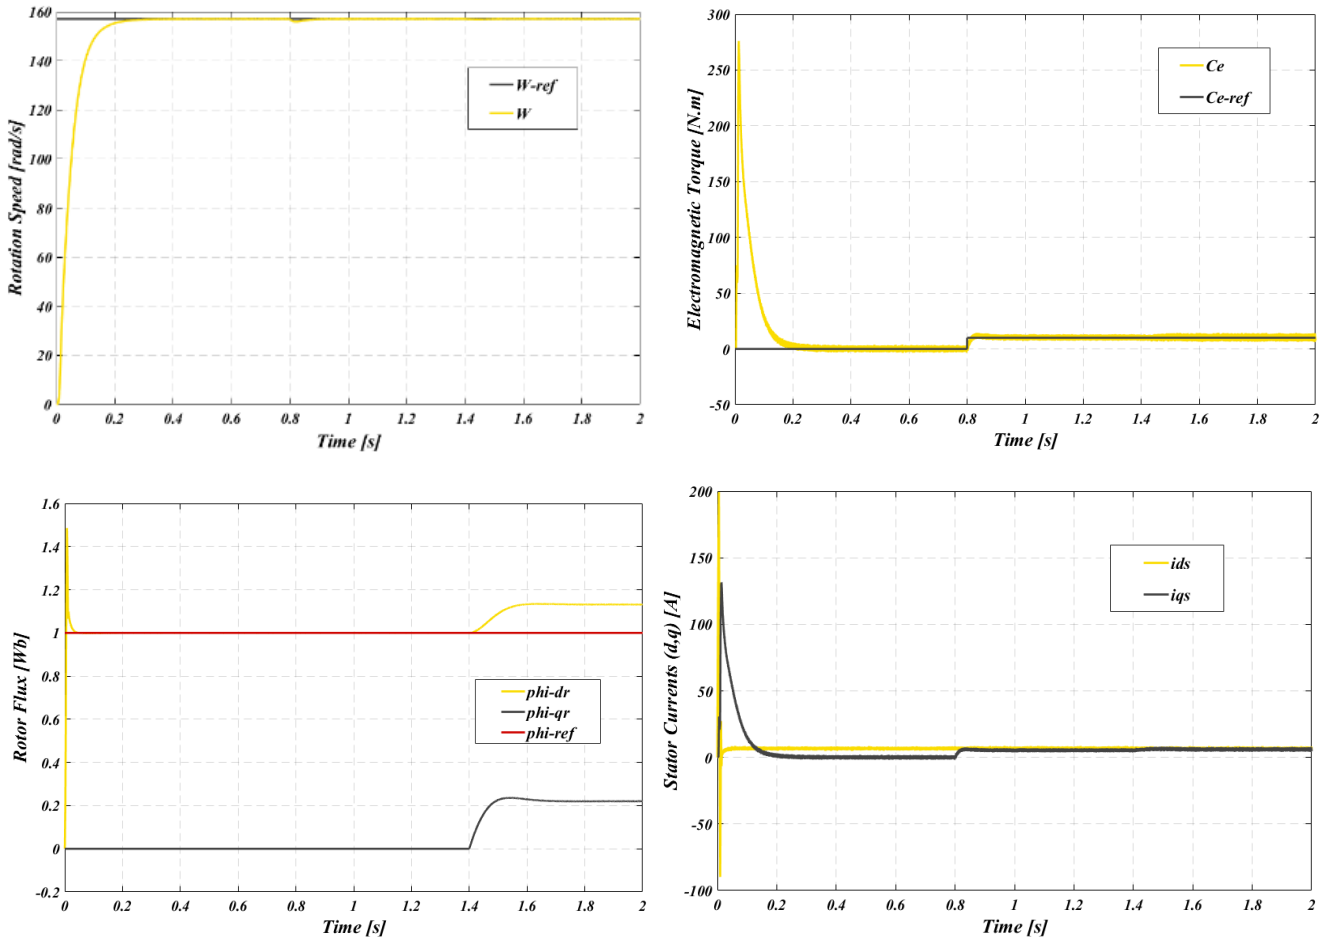 160
140
120
100
80
60
40
20
0
Rotation Speed [rad/s]
W-ref
W
0 0.2 0.4 0.6 0.8 1 1.2 1.4 1.6 1.8 2
Time [s]
300
250
200
150
100
50
0
-50
Electromagnetic Torque [N.m]
Ce
Ce-ref
0 0.2 0.4 0.6 0.8 1 1.2 1.4 1.6 1.8 2
Time [s]
1.6
1.4
1.2
1
0.8
0.6
0.4
0.2
0
-0.2
Rotor Flux [Wb]
phi-dr
phi-qr
phi-ref
0 0.2 0.4 0.6 0.8 1 1.2 1.4 1.6 1.8 2
Time [s]
200
150
100
50
0
-50
-100
Stator Currents (d,q) [A]
ids
iqs
0 0.2 0.4 0.6 0.8 1 1.2 1.4 1.6 1.8 2
Time [s]